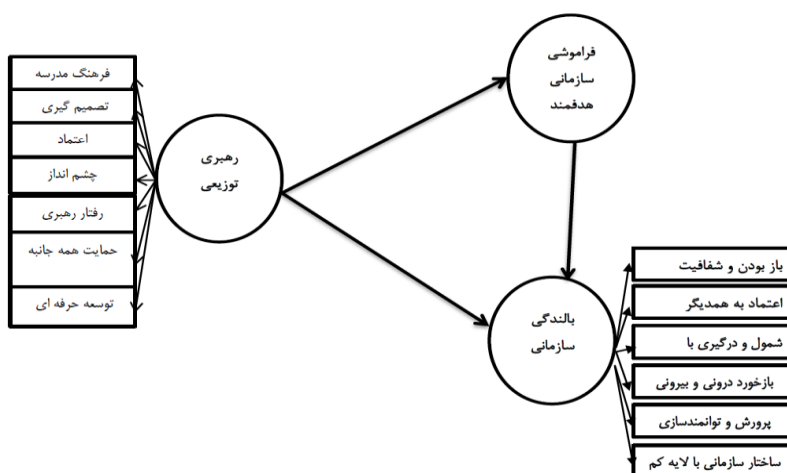 فراموشی
سازمانی
هدفمند
رهبری
توزیعی
فرهنگ مدرسه
تصمیم گیری
اعتماد
چشم انداز
رفتار رهبری
حمایت همه جانبه
توسعه حرفه ای
بالندگی
سازمانی
باز بودن و شفافیت
اعتماد به همدیگر
شمول و درگیری با
بازخورد درونی و بیرونی
پرورش و توانمندسازی
ساختار سازمانی با لایه کم